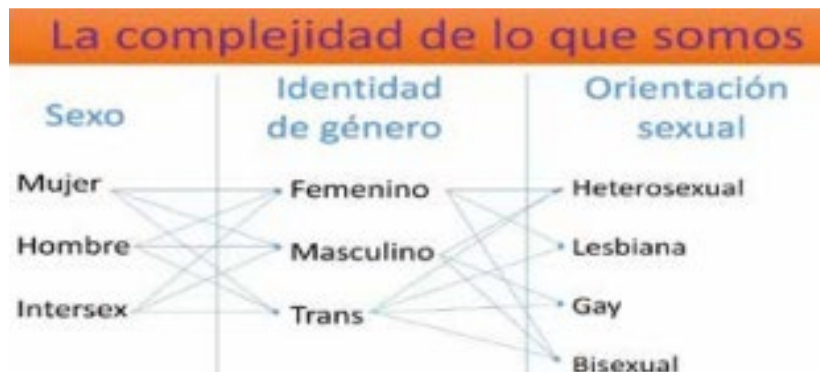 La complejidad de lo que somos
Sexo
Mujer
Hombre
Intersex
Identidad
de género
Femenino
Masculino
Trans
Orientación
sexual
Heterosexual
Lesbiana
Gay
Bisexual